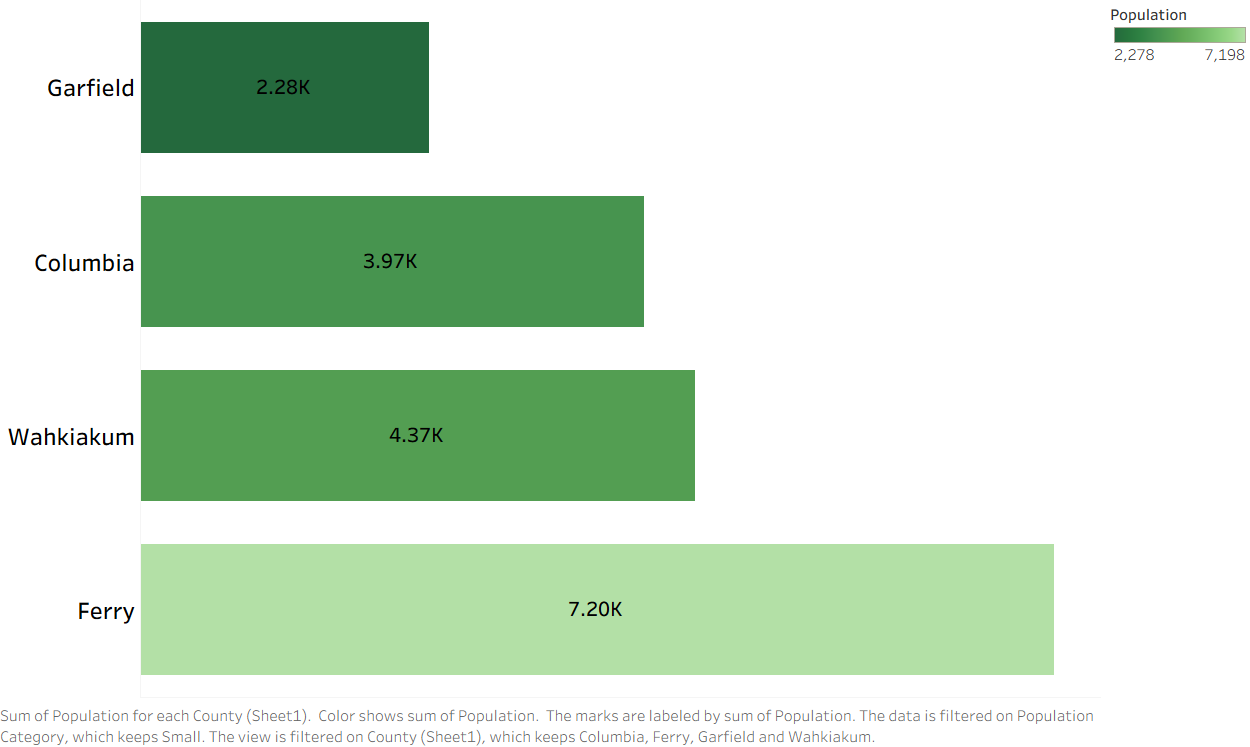 Population
2,278 7,198
Garfield 2.28K
Columbia 3.97K
Wahkiakum 4.37K
Ferry 7.20K
Sum of Population for each County (Sheet1).  Color shows sum of Population.  The marks are labeled by sum of Population. The data is filtered on Population
Category, which keeps Small. The view is filtered on County (Sheet1), which keeps Columbia, Ferry, Garfield and Wahkiakum.